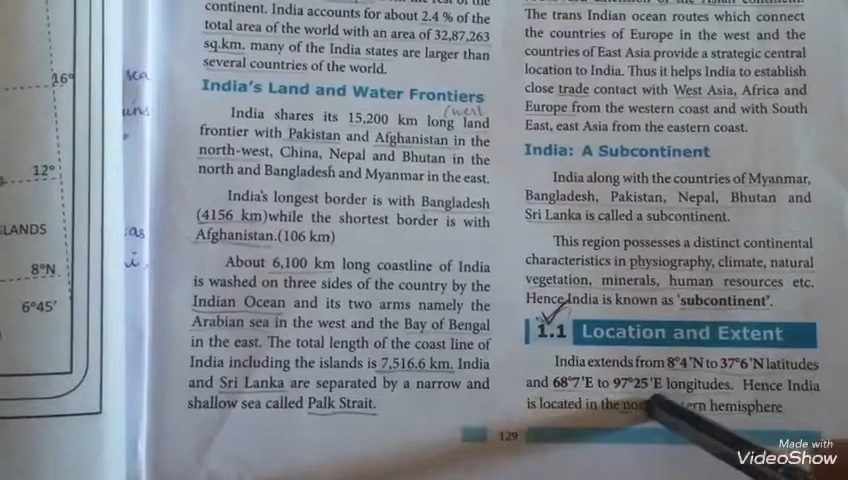 16°
12°
LANDS
8°N
6°45'
sea
as
continent. India accounts for about 2.4 % of the
total area of the world with an area of 32,87,263
sq.km. many of the India states are larger than
several countries of the world.
India's Land and Water Frontiers
(west
India shares its 15,200 km long land
frontier with Pakistan and Afghanistan in the
north-west, China, Nepal and Bhutan in the
north and Bangladesh and Myanmar in the east.
India's longest border is with Bangladesh
(4156 km)while the shortest border is with
Afghanistan.(106 km)
About 6,100 km long coastline of India
is washed on three sides of the country by the
Indian Ocean and its two arms namely the
Arabian sea in the west and the Bay of Bengal
in the east. The total length of the coast line of
India including the islands is 7,516.6 km. India
and Sri Lanka are separated by a narrow and
shallow sea called Palk Strait.
The trans Indian ocean routes which connect
the countries of Europe in the west and the
countries of East Asia provide a strategic central
location to India. Thus it helps India to establish
close trade contact with West Asia, Africa and
Europe from the western coast and with South
East, east Asia from the eastern coast.
India: A Subcontinent
India along with the countries of Myanmar,
Bangladesh, Pakistan, Nepal, Bhutan and
Sri Lanka is called a subcontinent.
This region possesses a distinct continental
characteristics in physiography, climate, natural
vegetation, minerals, human resources etc.
Hence India is known as 'subcontinent'.
1.1 Location and Extent
India extends from 8°4'N to 37°6'N latitudes
and 68°7'E to 97°25'E longitudes. Hence India
is located in the hemisphere
129
Made with
VideoShow